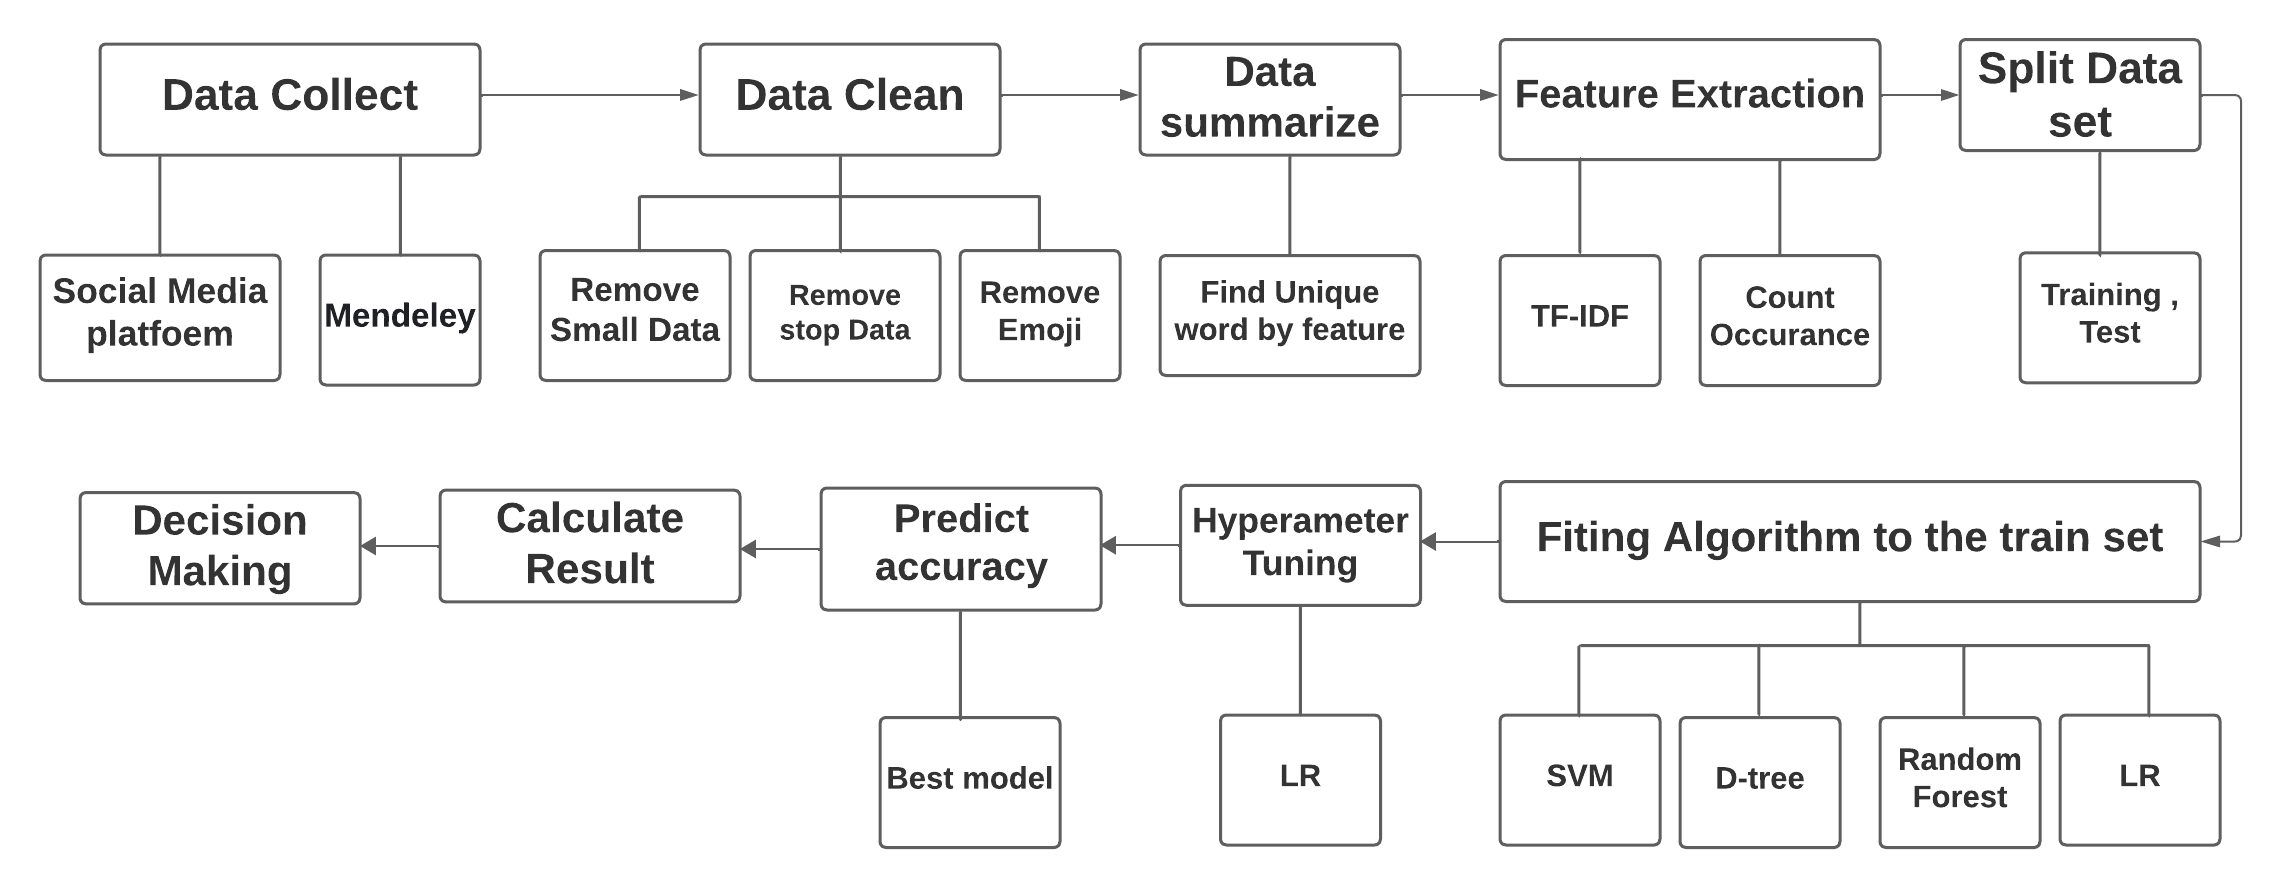 Data Collect
Data Clean
Data
summarize
Feature Extraction
Split Data
set
Social Media
platfoem
Mendeley
Remove
Small Data
Remove
stop Data
Remove
Emoji
Find Unique
word by feature
TF-IDF
Count
Occurance
Training ,
Test
Decision
Making
Calculate
Result
Predict
accuracy
Hyperameter
Tuning
Fiting Algorithm to the train set
Best model
LR
SVM
D-tree
Random
Forest
LR